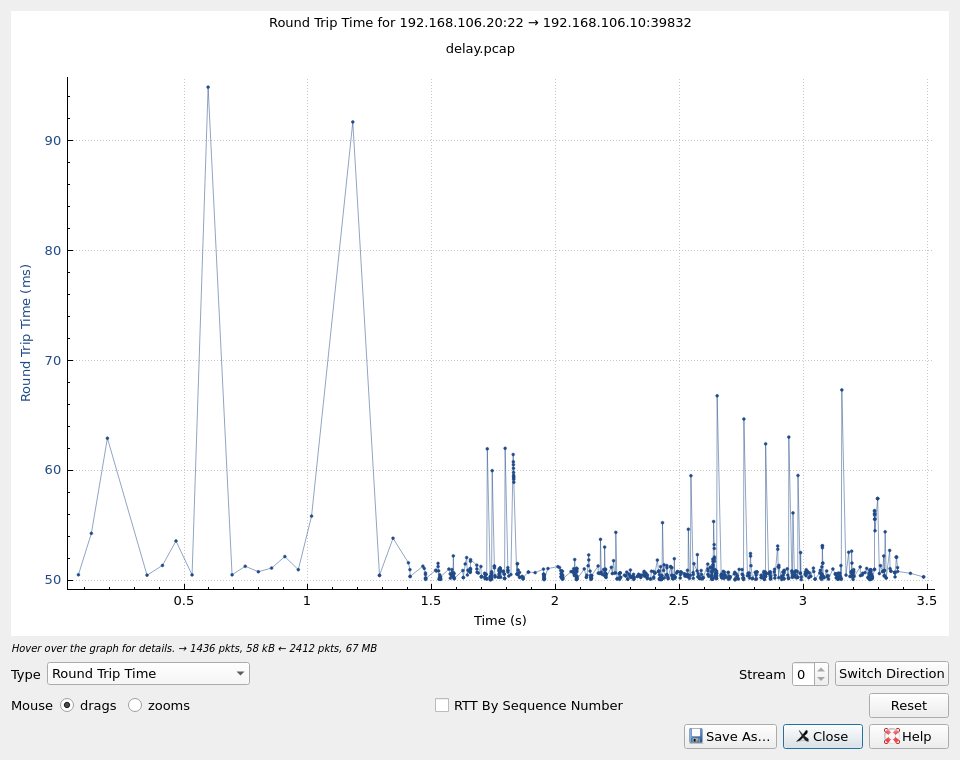 Round Trip Time for 192.168.106.20:22 → 192.168.106.10:39832
delay.pcap
Round Trip Time (ms)
90
80
70
60
50
0.5 1 1.5 2 2.5 3 3.5
Time (s)
Hover over the graph for details. → 1436 pkts, 58 kB ← 2412 pkts, 67 MB
Type Round Trip Time Stream 0 Switch Direction
Mouse drags zooms RTT By Sequence Number Reset
Save As... Close Help